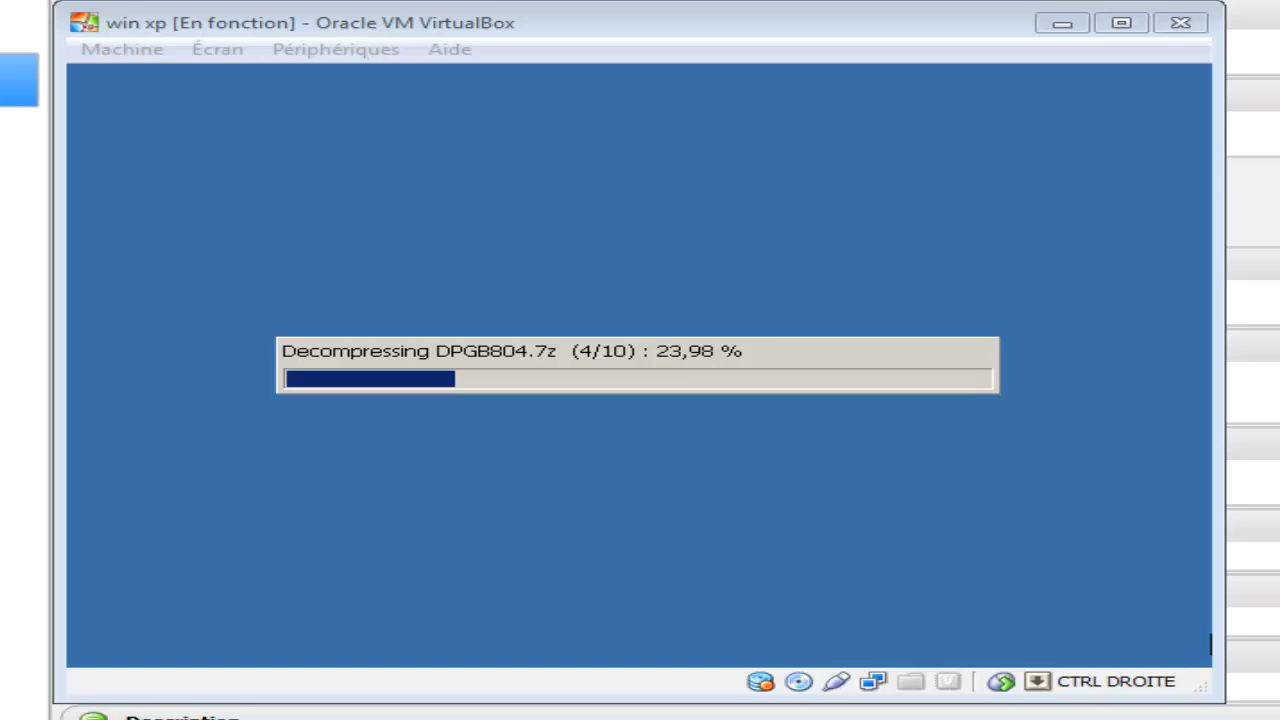 win xp [En fonction] - Oracle VM VirtualBox
Machine Écran Périphériques Aide
Decompressing DPGB804.7z (4/10) : 23,98 %
CTRL DROITE
Description